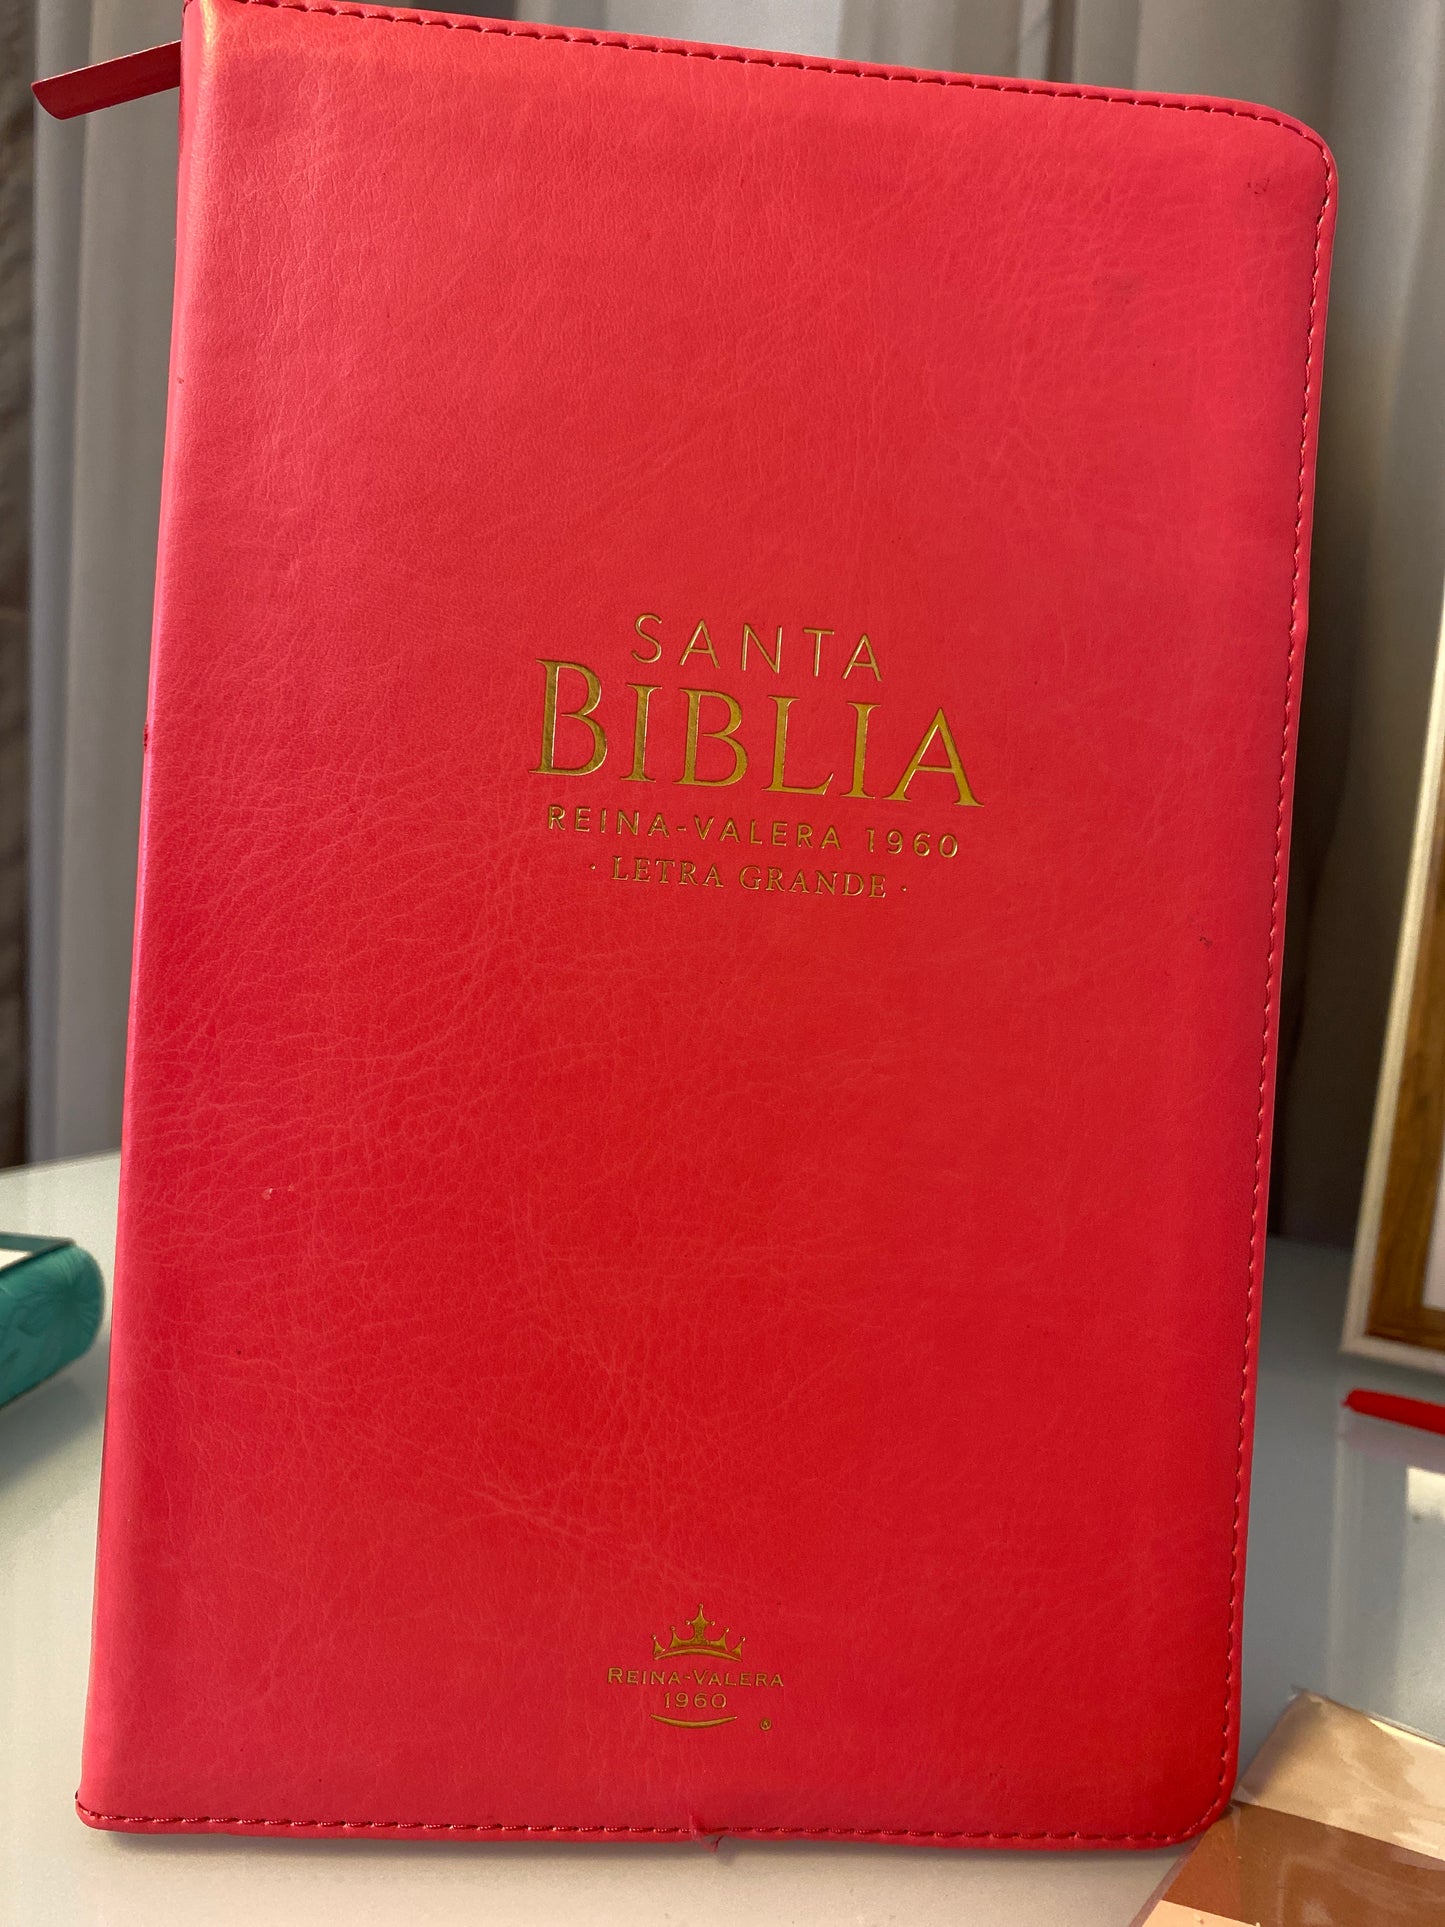 SANTA
BIBLIA
REINA-VALERA 1960
· LETRA GRANDE ·
REINA-VALERA
1960
®